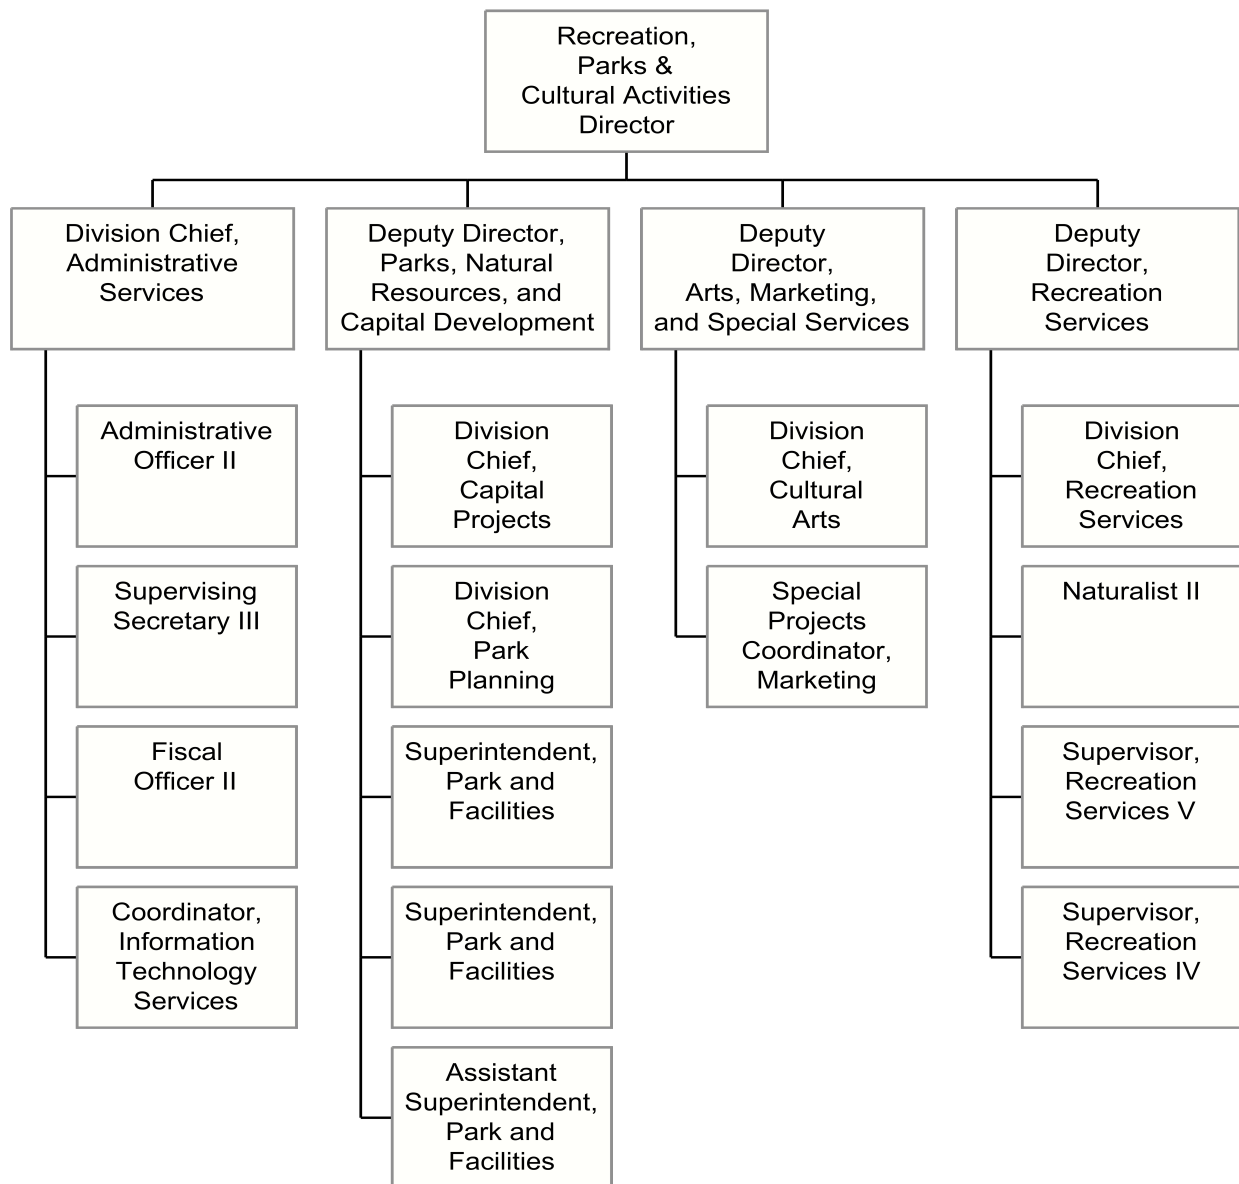 Recreation,
Parks &
Cultural Activities
Director
Division Chief,
Administrative
Services
Deputy Director,
Parks, Natural
Resources, and
Capital Development
Deputy
Director,
Arts, Marketing,
and Special Services
Deputy
Director,
Recreation
Services
Administrative
Officer II
Supervising
Secretary III
Fiscal
Officer II
Coordinator,
Information
Technology
Services
Division
Chief,
Capital
Projects
Division
Chief,
Park
Planning
Superintendent,
Park and
Facilities
Superintendent,
Park and
Facilities
Assistant
Superintendent,
Park and
Facilities
Division
Chief,
Cultural
Arts
Special
Projects
Coordinator,
Marketing
Division
Chief,
Recreation
Services
Naturalist II
Supervisor,
Recreation
Services V
Supervisor,
Recreation
Services IV